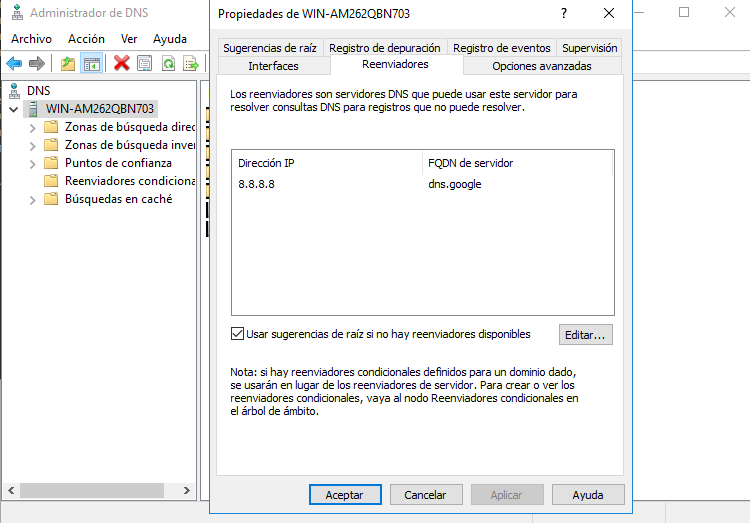 Administrador de DNS
Archivo Acción Ver Ayuda
DNS
WIN-AM262QBN703
Zonas de búsqueda direc
Zonas de búsqueda inver
Puntos de confianza
Reenviadores condiciona
Búsquedas en caché
Propiedades de WIN-AM262QBN703
Sugerencias de raíz Registro de depuración Registro de eventos Supervisión
Interfaces Reenviadores Opciones avanzadas
Los reenviadores son servidores DNS que puede usar este servidor para
resolver consultas DNS para registros que no puede resolver.
Dirección IP FQDN de servidor
8.8.8.8 dns.google
Usar sugerencias de raíz si no hay reenviadores disponibles
Editar...
Nota: si hay reenviadores condicionales definidos para un dominio dado,
se usarán en lugar de los reenviadores de servidor. Para crear o ver los
reenviadores condicionales, vaya al nodo Reenviadores condicionales en
el árbol de ámbito.
Aceptar Cancelar Aplicar Ayuda